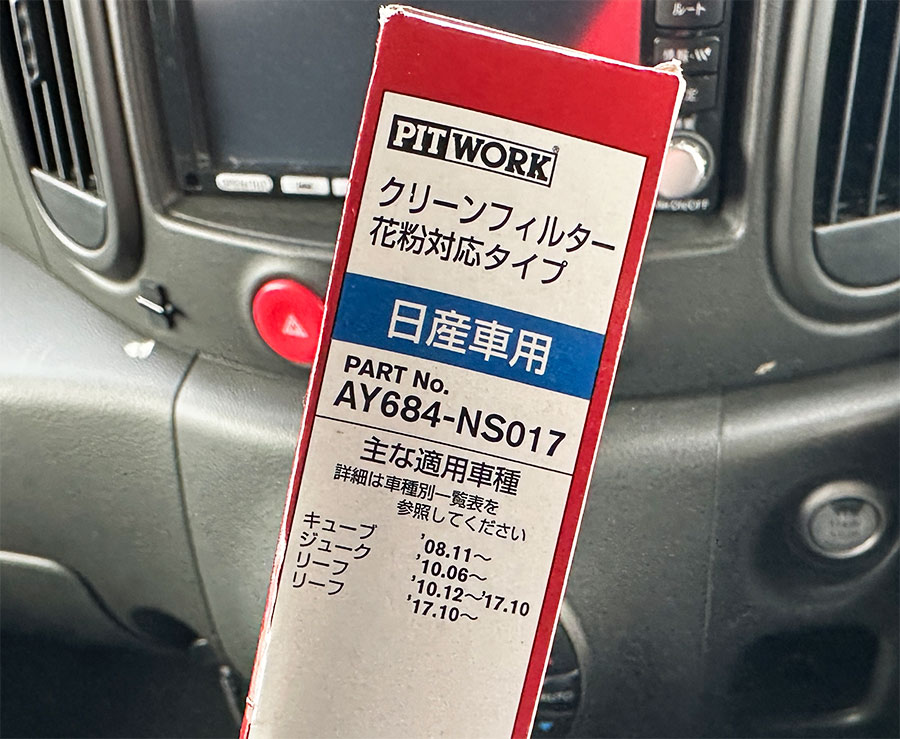 PITWORK®
クリーンフィルター
花粉対応タイプ
日産車用
PART No.
AY684-NS017
主な適用車種
詳細は車種別一覧表を
参照してください
キューブ '08.11〜
ジューク '10.06〜
リーフ '10.12〜'17.10
リーフ '17.10〜